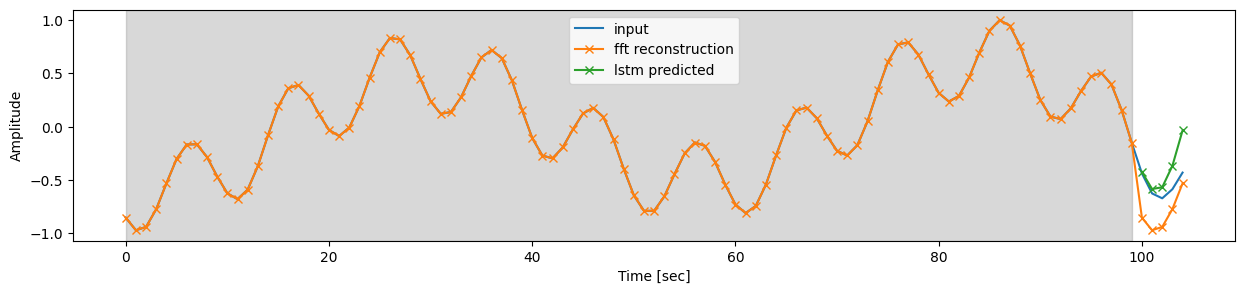 1.0
0.5
0.0
−0.5
−1.0
Amplitude
input
fft reconstruction
lstm predicted
0 20 40 60 80 100
Time [sec]